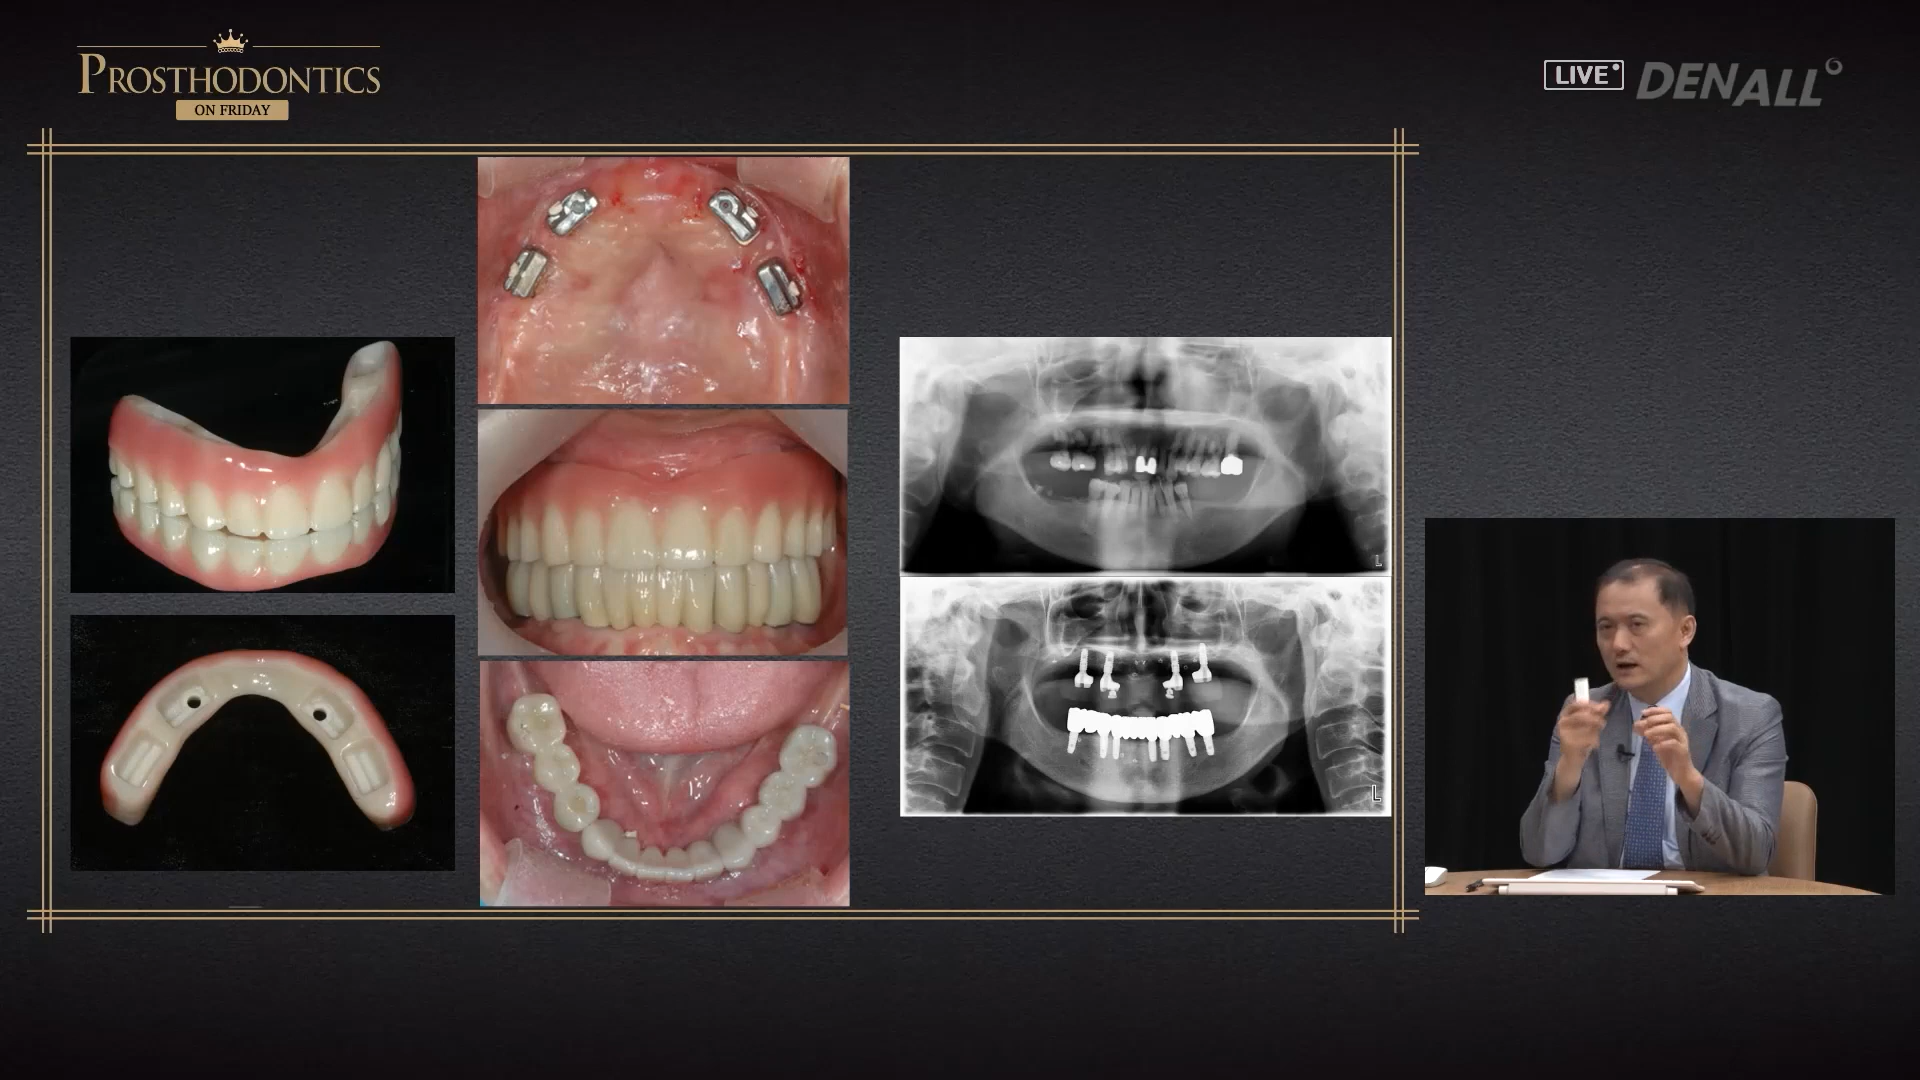 PROSTHODONTICS
ON FRIDAY
LIVE
DENALL
L
L